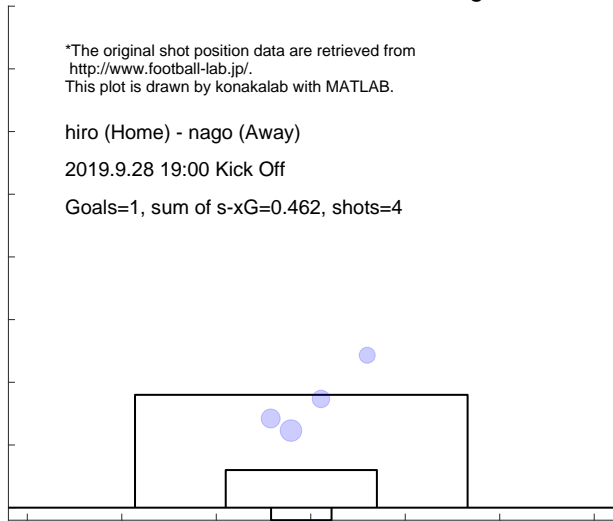 *The original shot position data are retrieved from
http://www.football-lab.jp/.
This plot is drawn by konakalab with MATLAB.
hiro (Home) - nago (Away)
2019.9.28 19:00 Kick Off
Goals=1, sum of s-xG=0.462, shots=4